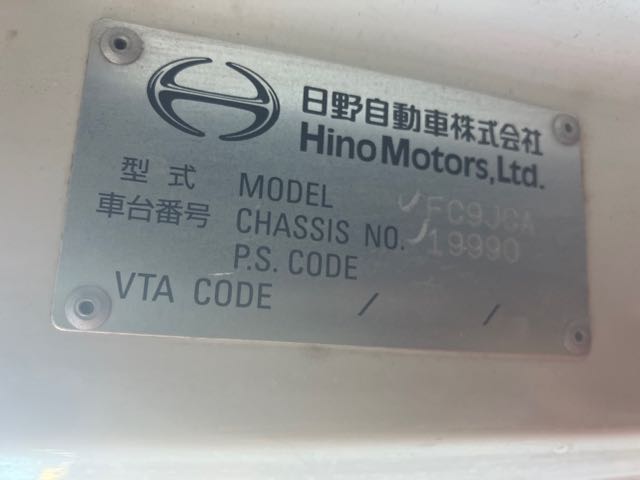 日野自動車株式会社
Hino Motors, Ltd.
型式 MODEL FC9JCA
車台番号 CHASSIS NO. 19990
P.S. CODE
VTA CODE / /